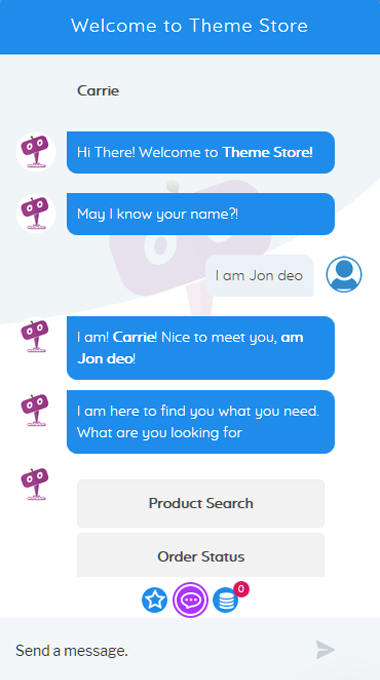 Welcome to Theme Store
Carrie
Hi There! Welcome to Theme Store!
May I know your name?!
I am Jon deo
I am! Carrie! Nice to meet you, am
Jon deo!
I am here to find you what you need.
What are you looking for
Product Search
Order Status
0
Send a message.